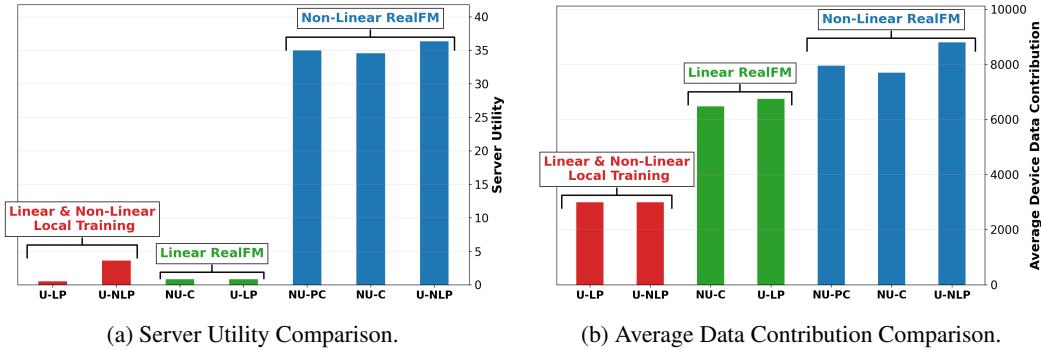 Non-Linear RealFM
Linear & Non-Linear
Local Training
Linear RealFM
40
35
30
25
20
15
10
5
0
Server Utility
U-LP
U-NLP
NU-C
U-LP
NU-PC
NU-C
U-NLP
(a) Server Utility Comparison.
Non-Linear RealFM
Linear RealFM
Linear & Non-Linear
Local Training
10000
8000
6000
4000
2000
0
Average Device Data Contribution
U-LP
U-NLP
NU-C
U-LP
NU-PC
NU-C
U-NLP
(b) Average Data Contribution Comparison.